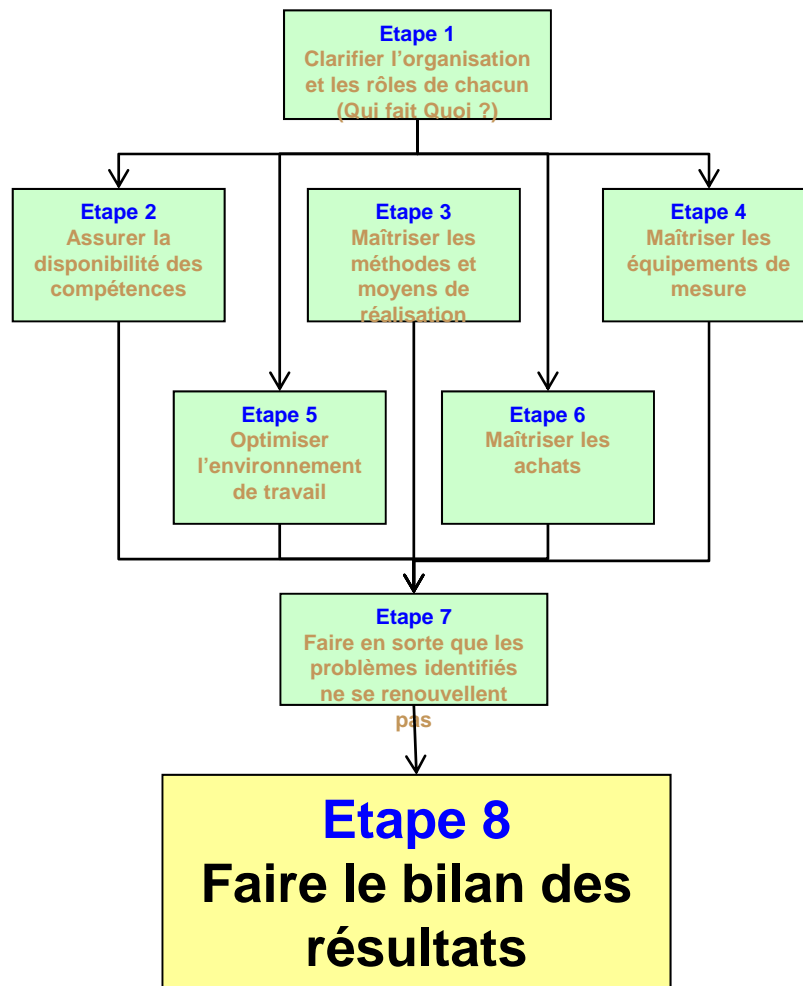 Etape 1
Clarifier l’organisation
et les rôles de chacun
(Qui fait Quoi ?)
Etape 2
Assurer la
disponibilité des
compétences
Etape 3
Maîtriser les
méthodes et
moyens de
réalisation
Etape 4
Maîtriser les
équipements de
mesure
Etape 5
Optimiser
l’environnement
de travail
Etape 6
Maîtriser les
achats
Etape 7
Faire en sorte que les
problèmes identifiés
ne se renouvellent
pas
Etape 8
Faire le bilan des
résultats